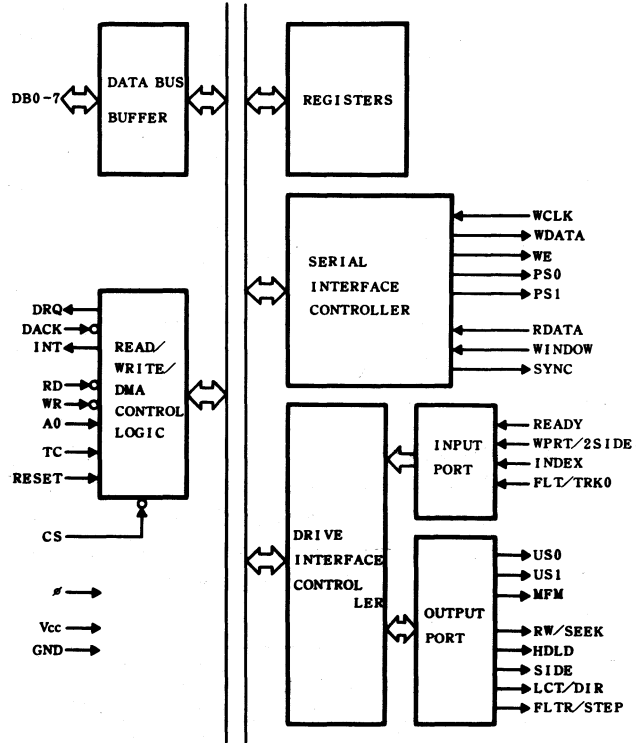 DB0-7
DATA BUS
BUFFER
REGISTERS
SERIAL
INTERFACE
CONTROLLER
WCLK
WDATA
WE
PS0
PS1
RDATA
WINDOW
SYNC
DRQ
DACK
INT
RD
WR
A0
TC
RESET
READ/
WRITE/
DMA
CONTROL
LOGIC
CS
ø
Vcc
GND
DRIVE
INTERFACE
CONTROL
LER
INPUT
PORT
READY
WPRT/2SIDE
INDEX
FLT/TRK0
OUTPUT
PORT
US0
US1
MFM
RW/SEEK
HDLD
SIDE
LCT/DIR
FLTR/STEP